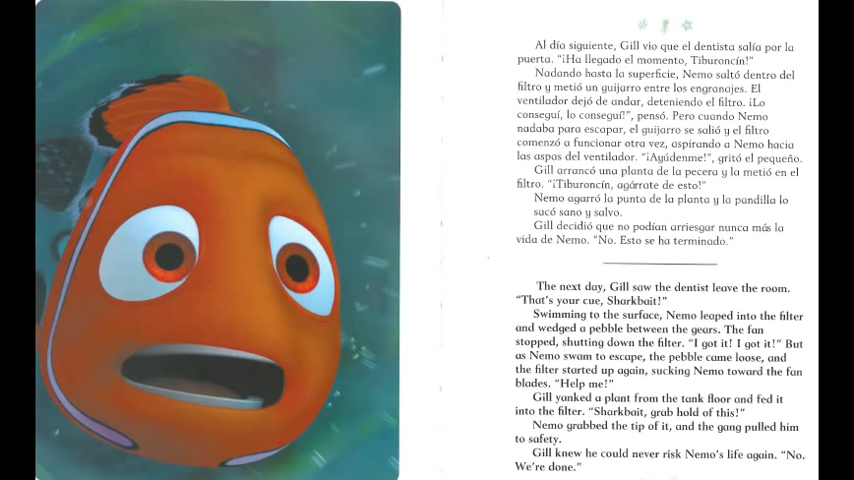 Al día siguiente, Gill vio que el dentista salía por la
puerta. “¡Ha llegado el momento, Tiburoncín!”
Nadando hasta la superficie, Nemo saltó dentro del
filtro y metió un guijarro entre los engranajes. El
ventilador dejó de andar, deteniendo el filtro. ¡Lo
conseguí, lo conseguí!”, pensó. Pero cuando Nemo
nadaba para escapar, el guijarro se salió y el filtro
comenzó a funcionar otra vez, aspirando a Nemo hacia
las aspas del ventilador. “¡Ayúdenme!”, gritó el pequeño.
Gill arrancó una planta de la pecera y la metió en el
filtro. “¡Tiburoncín, agárrate de esto!”
Nemo agarró la punta de la planta y la pandilla lo
sacó sano y salvo.
Gill decidió que no podían arriesgar nunca más la
vida de Nemo. “No. Esto se ha terminado.”
The next day, Gill saw the dentist leave the room.
“That’s your cue, Sharkbait!”
Swimming to the surface, Nemo leaped into the filter
and wedged a pebble between the gears. The fan
stopped, shutting down the filter. “I got it! I got it!” But
as Nemo swam to escape, the pebble came loose, and
the filter started up again, sucking Nemo toward the fan
blades. “Help me!”
Gill yanked a plant from the tank floor and fed it
into the filter. “Sharkbait, grab hold of this!”
Nemo grabbed the tip of it, and the gang pulled him
to safety.
Gill knew he could never risk Nemo’s life again. “No.
We’re done.”